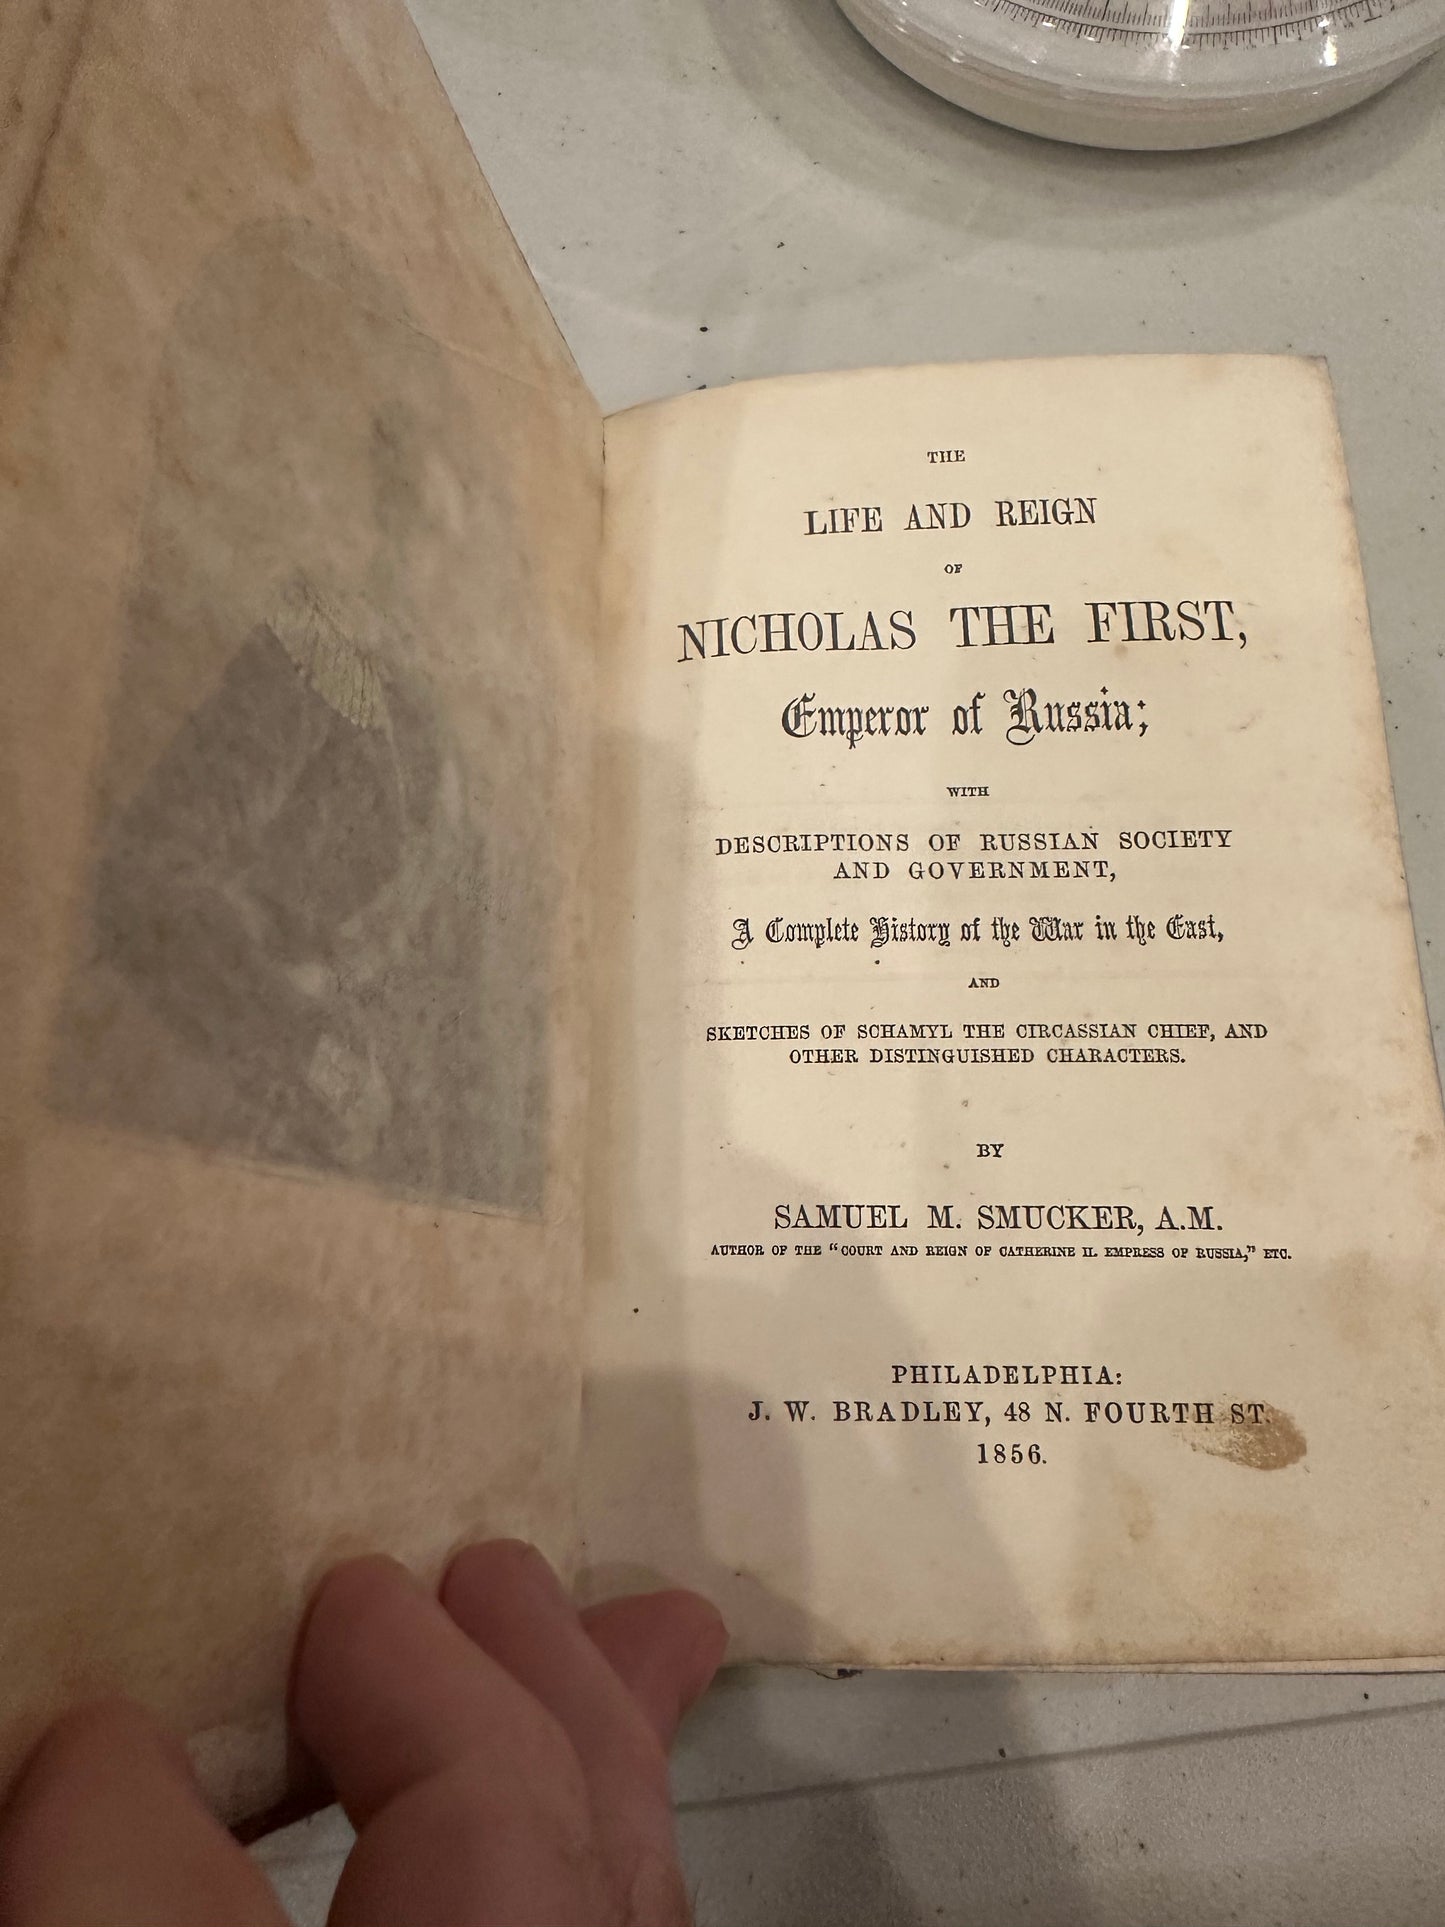 THE
LIFE AND REIGN
OF
NICHOLAS THE FIRST,
Emperor of Russia;
WITH
DESCRIPTIONS OF RUSSIAN SOCIETY
AND GOVERNMENT,
A Complete History of the War in the East,
AND
SKETCHES OF SCHAMYL THE CIRCASSIAN CHIEF, AND
OTHER DISTINGUISHED CHARACTERS.
BY
SAMUEL M. SMUCKER, A.M.
AUTHOR OF THE "COURT AND REIGN OF CATHERINE II. EMPRESS OF RUSSIA," ETC.
PHILADELPHIA:
J. W. BRADLEY, 48 N. FOURTH ST.
1856.